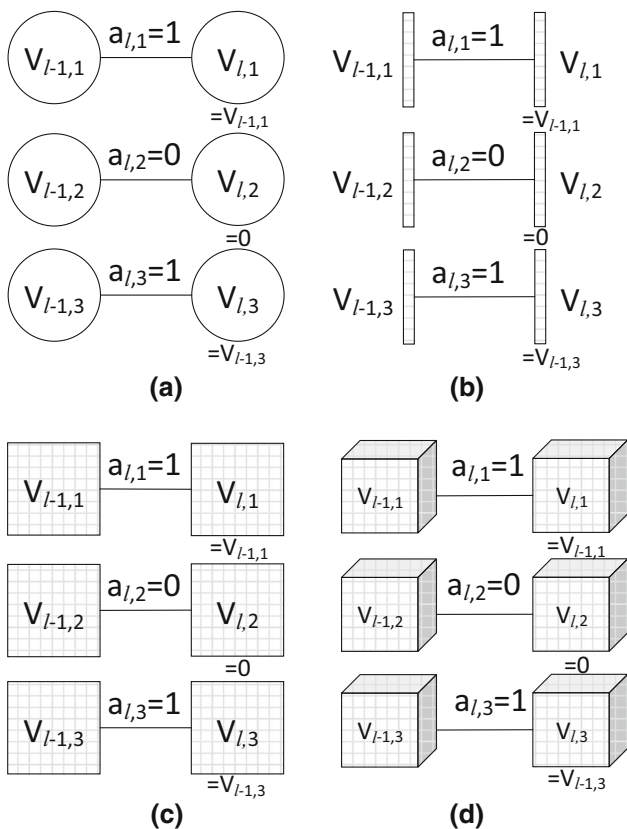 a_{l,1}=1
V_{l-1,1} V_{l,1}
=V_{l-1,1}
a_{l,2}=0
V_{l-1,2} V_{l,2}
=0
a_{l,3}=1
V_{l-1,3} V_{l,3}
=V_{l-1,3}
(a)
a_{l,1}=1
V_{l-1,1} V_{l,1}
=V_{l-1,1}
a_{l,2}=0
V_{l-1,2} V_{l,2}
=0
a_{l,3}=1
V_{l-1,3} V_{l,3}
=V_{l-1,3}
(b)
a_{l,1}=1
V_{l-1,1} V_{l,1}
=V_{l-1,1}
a_{l,2}=0
V_{l-1,2} V_{l,2}
=0
a_{l,3}=1
V_{l-1,3} V_{l,3}
=V_{l-1,3}
(c)
a_{l,1}=1
V_{l-1,1} V_{l,1}
=V_{l-1,1}
a_{l,2}=0
V_{l-1,2} V_{l,2}
=0
a_{l,3}=1
V_{l-1,3} V_{l,3}
=V_{l-1,3}
(d)